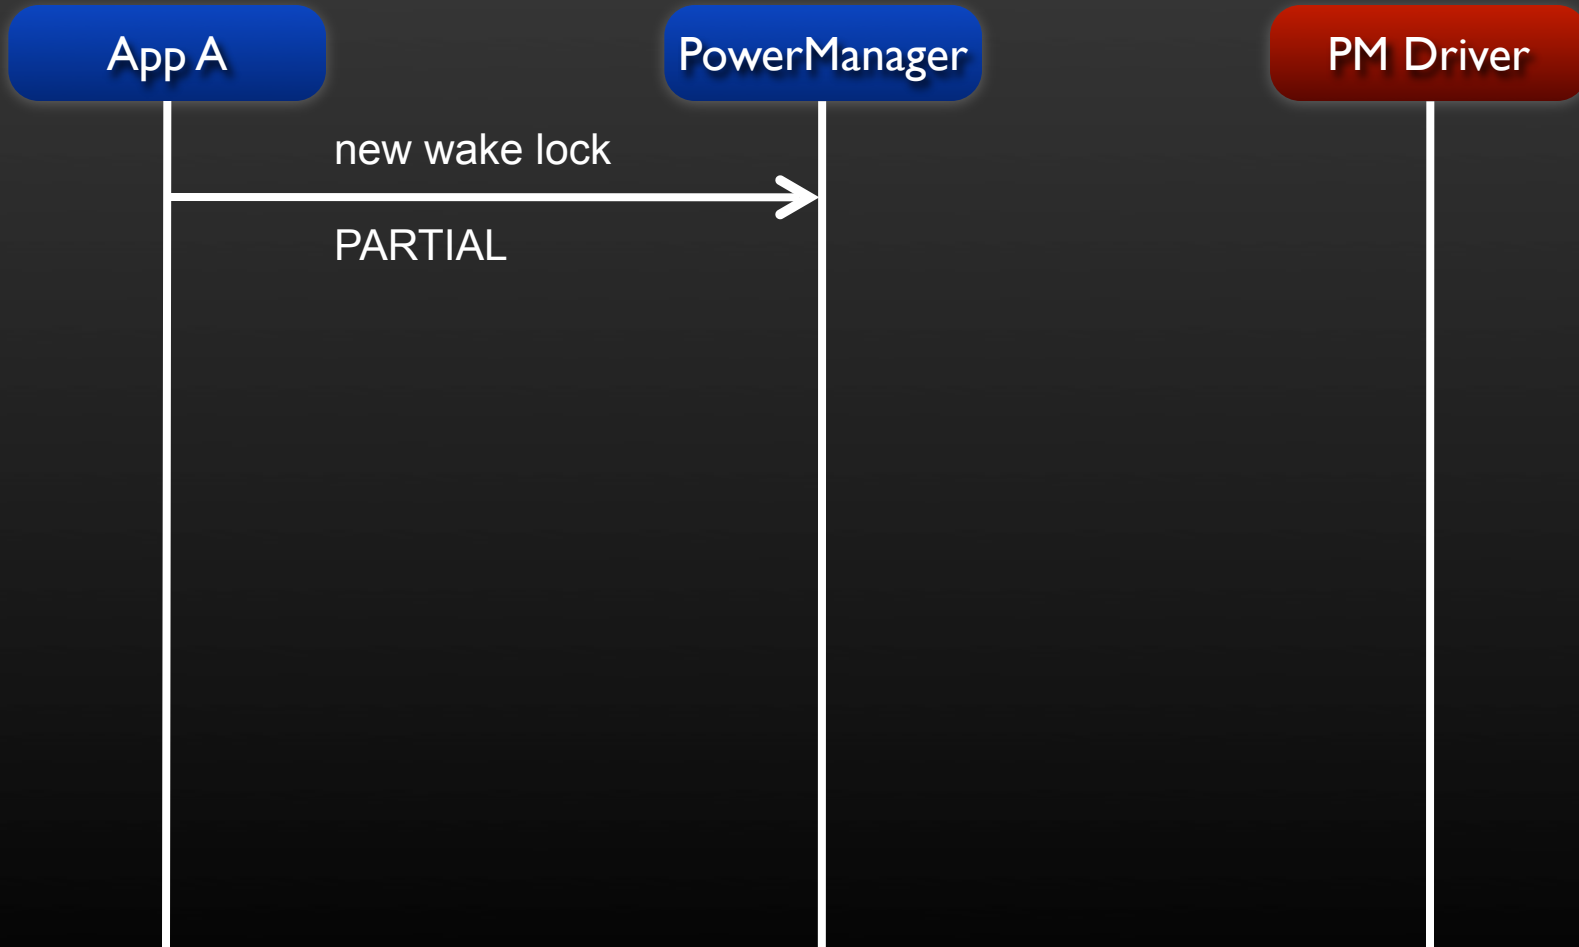 App A
PowerManager
PM Driver
new wake lock
PARTIAL